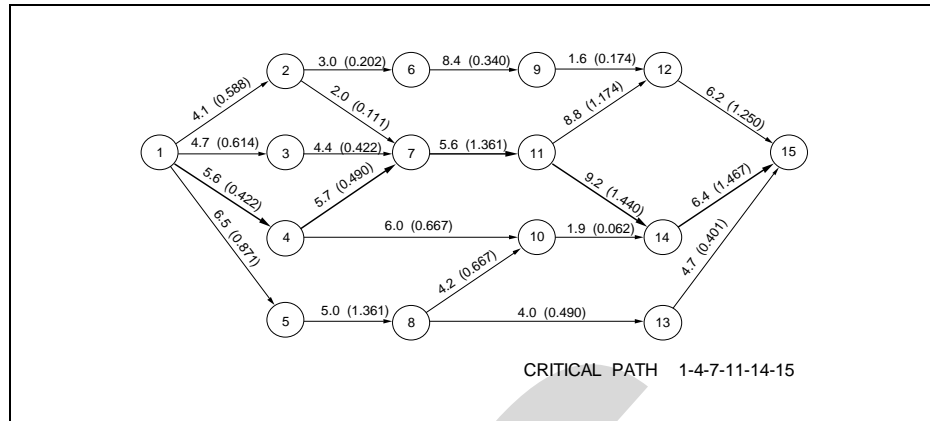 2 3.0 (0.202) 6 8.4 (0.340) 9 1.6 (0.174) 12
4.1 (0.588)
2.0 (0.111)
8.8 (1.174)
6.2 (1.250)
1 4.7 (0.614) 3 4.4 (0.422) 7 5.6 (1.361) 11 15
5.6 (0.422)
5.7 (0.490)
9.2 (1.440)
6.4 (1.467)
6.5 (0.871)
4 6.0 (0.667) 10 1.9 (0.062) 14
4.2 (0.667)
4.7 (0.401)
5 5.0 (1.361) 8 4.0 (0.490) 13
CRITICAL PATH 1-4-7-11-14-15